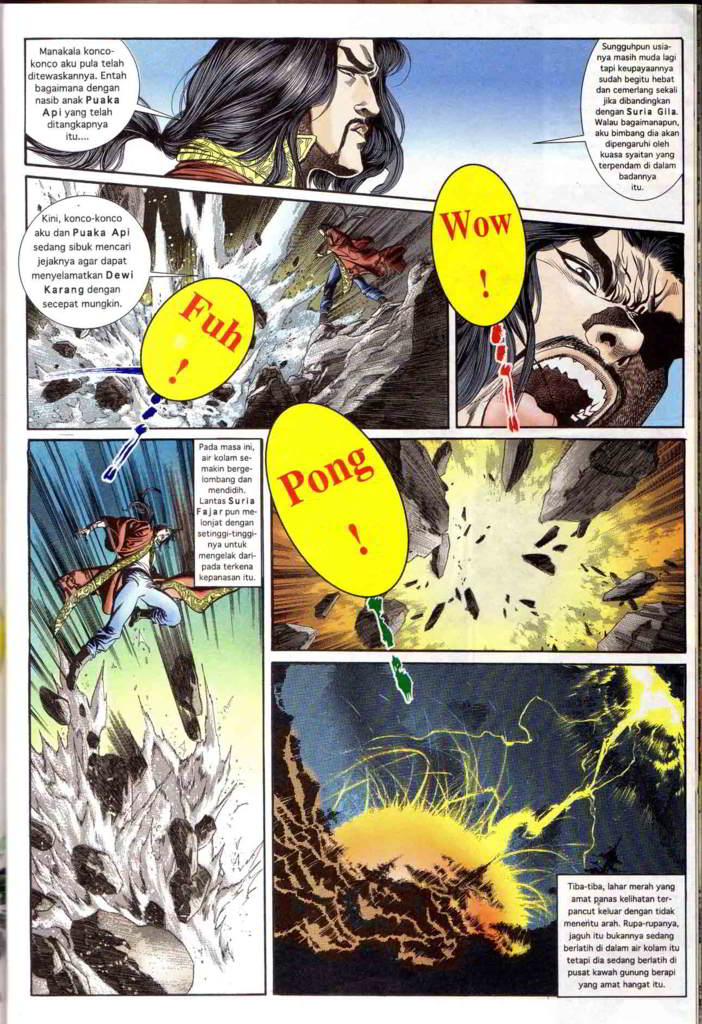 Manakala konco-
konco aku pula telah
ditewaskannya. Entah
bagaimana dengan
nasib anak Puaka
Api yang telah
ditangkapnya
itu....
Sungguhpun usia-
nya masih muda lagi
tapi keupayaannya
sudah begitu hebat
dan cemerlang sekali
jika dibandingkan
dengan Suria Gila.
Walau bagaimanapun,
aku bimbang dia akan
dipengaruhi oleh
kuasa syaitan yang
terpendam di dalam
badannya
itu.
Kini, konco-konco
aku dan Puaka Api
sedang sibuk mencari
jejaknya agar dapat
menyelamatkan Dewi
Karang dengan
secepat mungkin.
Fuh
!
Wow
!
Pada masa ini,
air kolam se-
makin berge-
lombang dan
mendidih.
Lantas Suria
Fajar pun me-
lonjat dengan
setinggi-tinggi-
nya untuk
mengelak dari-
pada terkena
kepanasan itu.
Pong
!
Tiba-tiba, lahar merah yang
amat panas kelihatan ter-
pancut keluar dengan tidak
menentu arah. Rupa-rupanya,
jaguh itu bukannya sedang
berlatih di dalam air kolam itu
tetapi dia sedang berlatih di
pusat kawah gunung berapi
yang amat hangat itu.